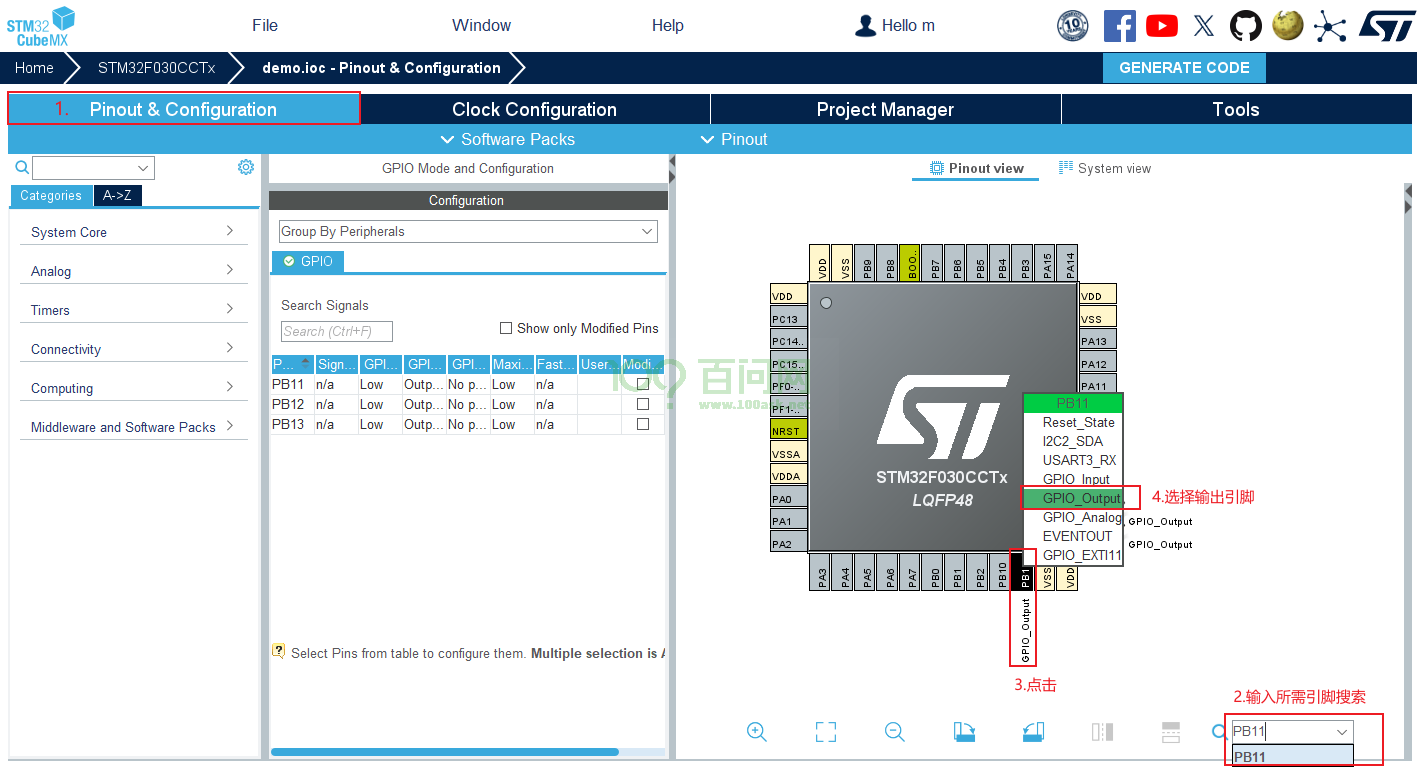 STM32
CubeMX
File
Window
Help
Hello m
10
ST
Home
STM32F030CCTx
demo.ioc - Pinout & Configuration
GENERATE CODE
1. Pinout & Configuration
Clock Configuration
Project Manager
Tools
Software Packs
Pinout
GPIO Mode and Configuration
Pinout view
System view
Categories
A->Z
System Core
Analog
Timers
Connectivity
Computing
Middleware and Software Packs
Configuration
Group By Peripherals
GPIO
Search Signals
Search (Ctrl+F)
Show only Modified Pins
P... Sign... GPI... GPI... GPI... Maxi... Fast... User... Modi...
PB11 n/a Low Outp... No p... Low n/a
PB12 n/a Low Outp... No p... Low n/a
PB13 n/a Low Outp... No p... Low n/a
Select Pins from table to configure them. Multiple selection is
百问网
www.100ask.net
VDD VSS PB9 PB8 BOO.. PB7 PB6 PB5 PB4 PB3 PA15 PA14
VDD
PC13
PC14..
PC15..
PF0-..
PF1-..
NRST
VSSA
VDDA
PA0
PA1
PA2
VDD
VSS
PA13
PA12
PA11
STM32F030CCTx
LQFP48
PB11
Reset_State
I2C2_SDA
USART3_RX
GPIO_Input
GPIO_Output
GPIO_Analog
EVENTOUT
GPIO_EXTI11
4.选择输出引脚
GPIO_Output
GPIO_Output
PA3 PA4 PA5 PA6 PA7 PB0 PB1 PB2 PB10 PB1 VSS VDD
GPIO_Output
3.点击
2.输入所需引脚搜索
PB11
PB11